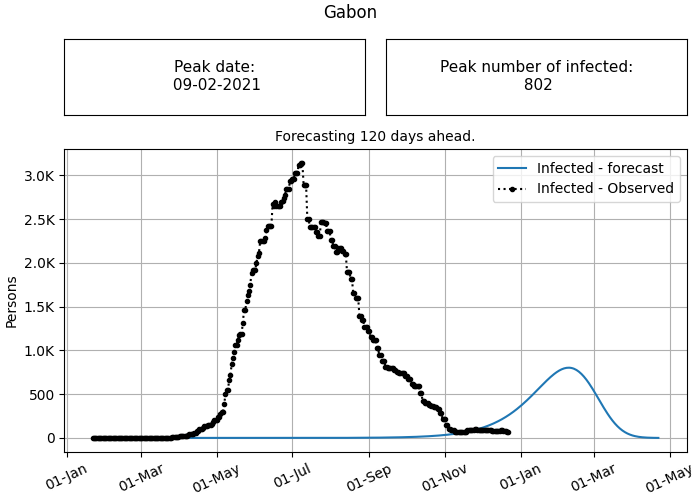 Gabon
Peak date:
09-02-2021
Peak number of infected:
802
Forecasting 120 days ahead.
Infected - forecast
Infected - Observed
Persons
3.0K
2.5K
2.0K
1.5K
1.0K
500
0
01-Jan
01-Mar
01-May
01-Jul
01-Sep
01-Nov
01-Jan
01-Mar
01-May